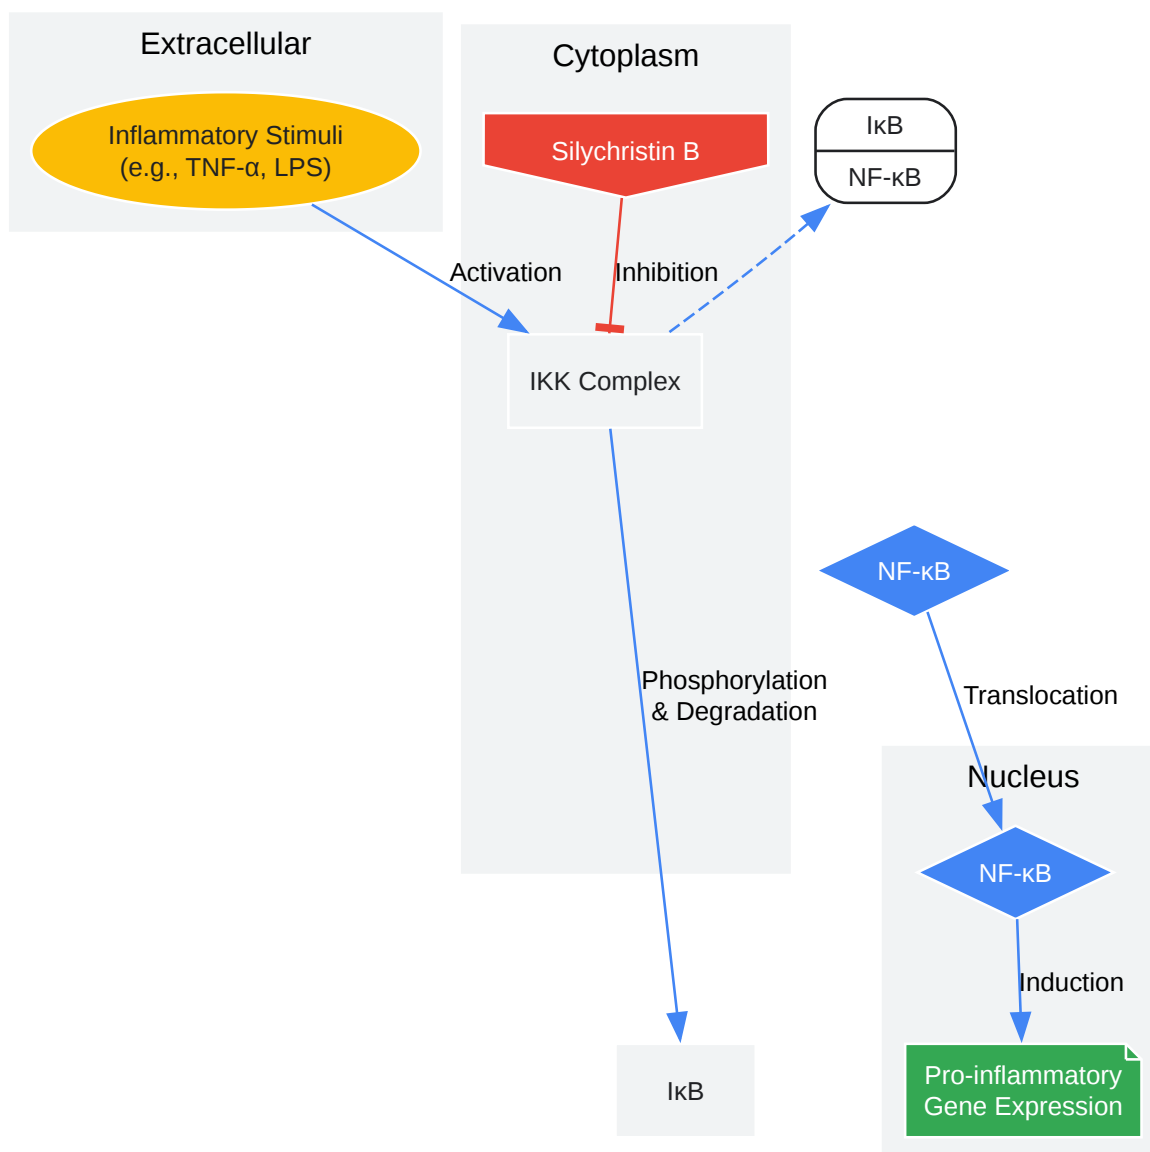 Extracellular
Cytoplasm
Inflammatory Stimuli
(e.g., TNF-α, LPS)
Silychristin B
IκB
NF-κB
Activation
Inhibition
IKK Complex
NF-κB
Phosphorylation
& Degradation
Translocation
Nucleus
NF-κB
Induction
IκB
Pro-inflammatory
Gene Expression